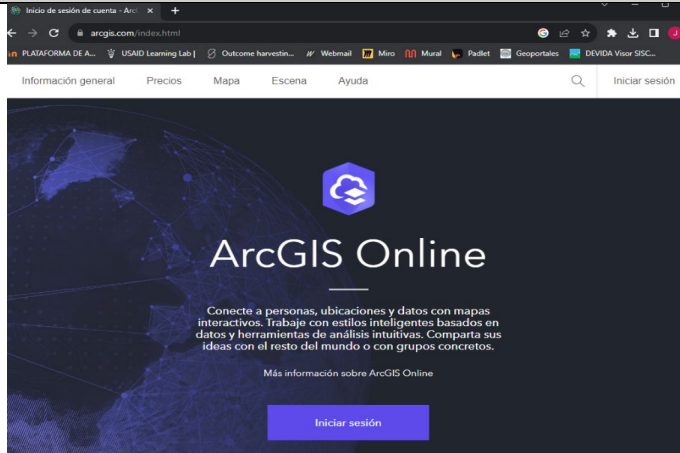 Inicio de sesión de cuenta - Arc
arcgis.com/index.html
in PLATAFORMA DE A... USAID Learning Lab | Outcome harvestin... Webmail Miro Mural Padlet Geoportales DEVIDA Visor SISC...
Información general Precios Mapa Escena Ayuda Iniciar sesión
ArcGIS Online
Conecte a personas, ubicaciones y datos con mapas
interactivos. Trabaje con estilos inteligentes basados en
datos y herramientas de análisis intuitivas. Comparta sus
ideas con el resto del mundo o con grupos concretos.
Más información sobre ArcGIS Online
Iniciar sesión